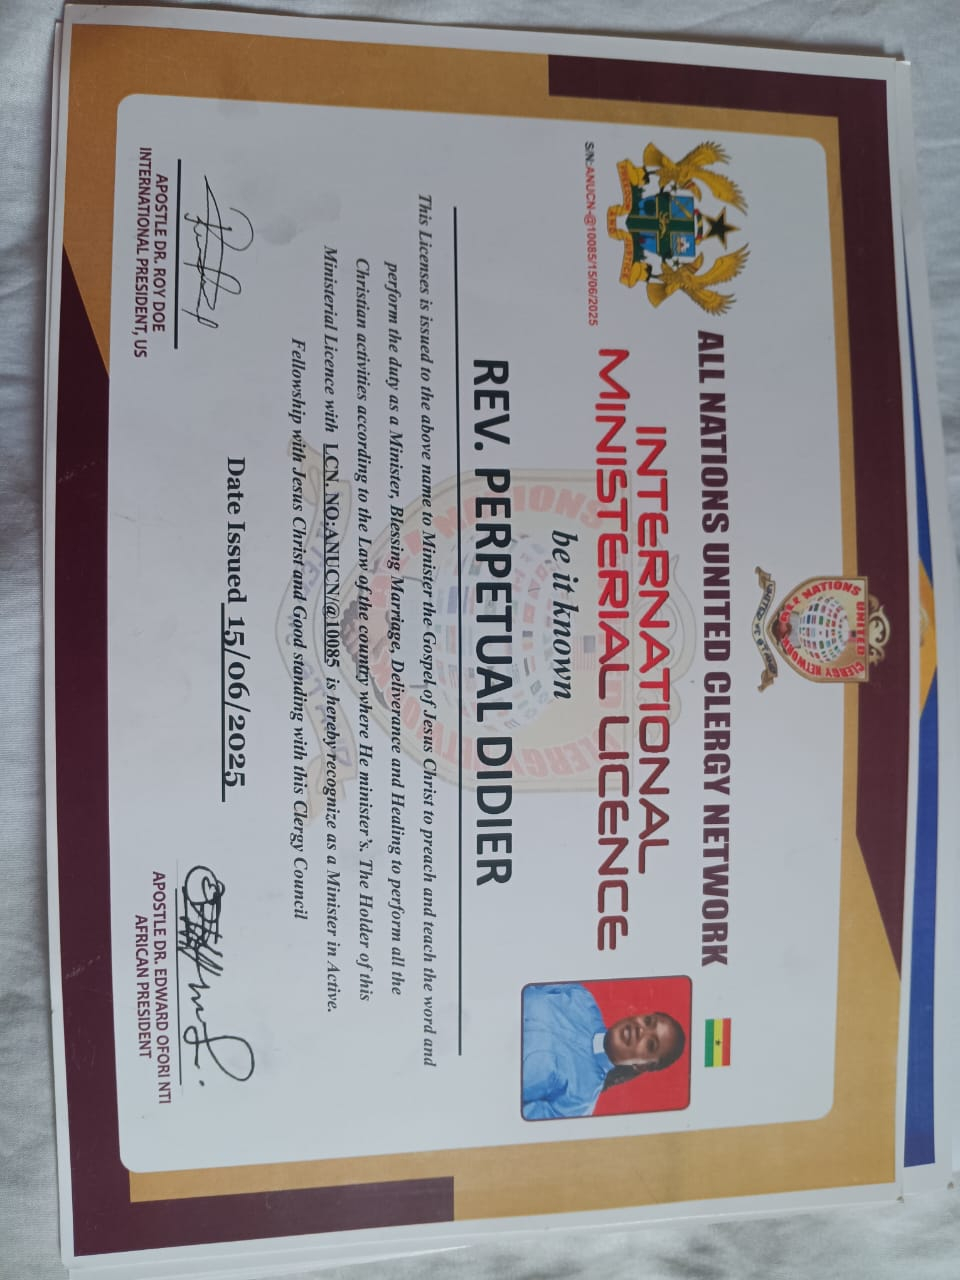 ALL NATIONS UNITED CLERGY NETWORK
FREEDOM AND JUSTICE
S/N:ANUCN-@10085/15/06/2025
INTERNATIONAL
MINISTERIAL LICENCE
be it known
REV. PERPETUAL DIDIER
This Licenses is issued to the above name to Minister the Gospel of Jesus Christ to preach and teach the word and
perform the duty as a Minister, Blessing Marriage, Deliverance and Healing to perform all the
Christian activities according to the Law of the country where He minister's. The Holder of this
Ministerial Licence with LCN. NO:ANUCN/@10085 is hereby recognize as a Minister in Active.
Fellowship with Jesus Christ and Good standing with this Clergy Council
Date Issued 15/06/2025
APOSTLE DR. ROY DOE
INTERNATIONAL PRESIDENT, US
APOSTLE DR. EDWARD OFORI NTI
AFRICAN PRESIDENT